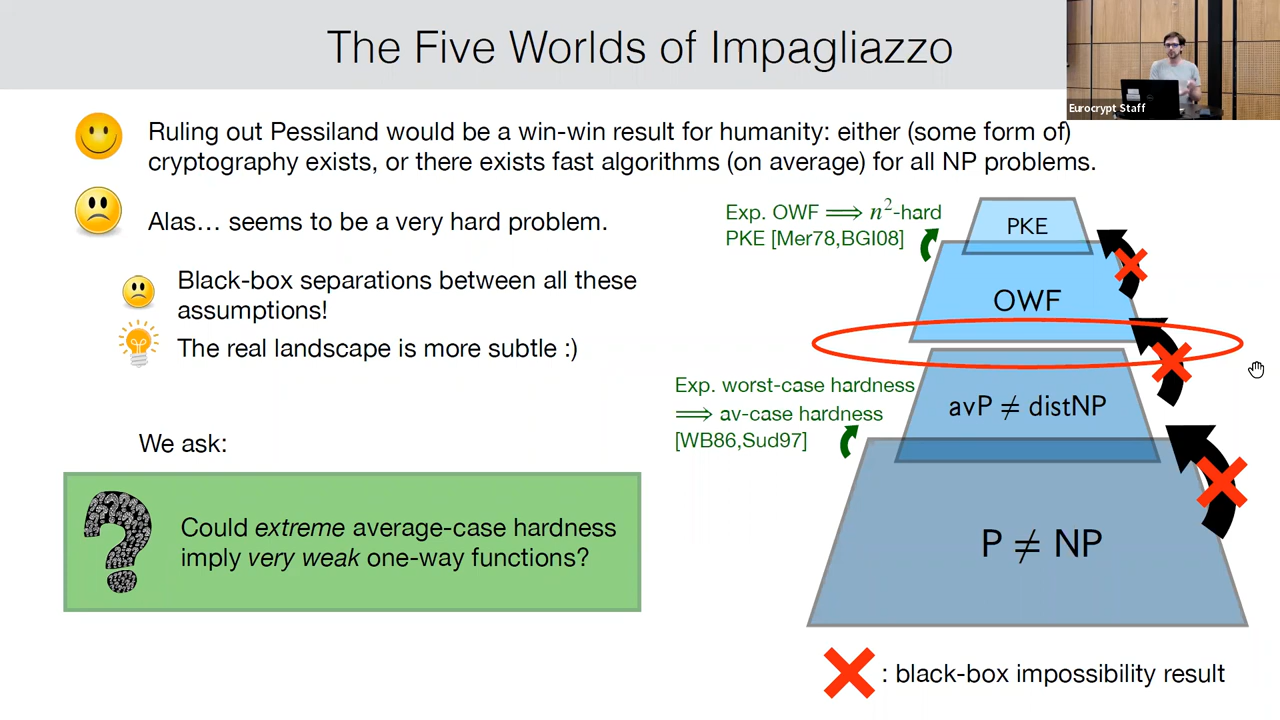 The Five Worlds of Impagliazzo
Eurocrypt Staff
Ruling out Pessiland would be a win-win result for humanity: either (some form of)
cryptography exists, or there exists fast algorithms (on average) for all NP problems.
Alas… seems to be a very hard problem.
Black-box separations between all these
assumptions!
The real landscape is more subtle :)
We ask:
Could extreme average-case hardness
imply very weak one-way functions?
Exp. OWF ⟹ n²-hard
PKE [Mer78,BGI08]
PKE
OWF
Exp. worst-case hardness
⟹ av-case hardness
[WB86,Sud97]
avP ≠ distNP
P ≠ NP
: black-box impossibility result